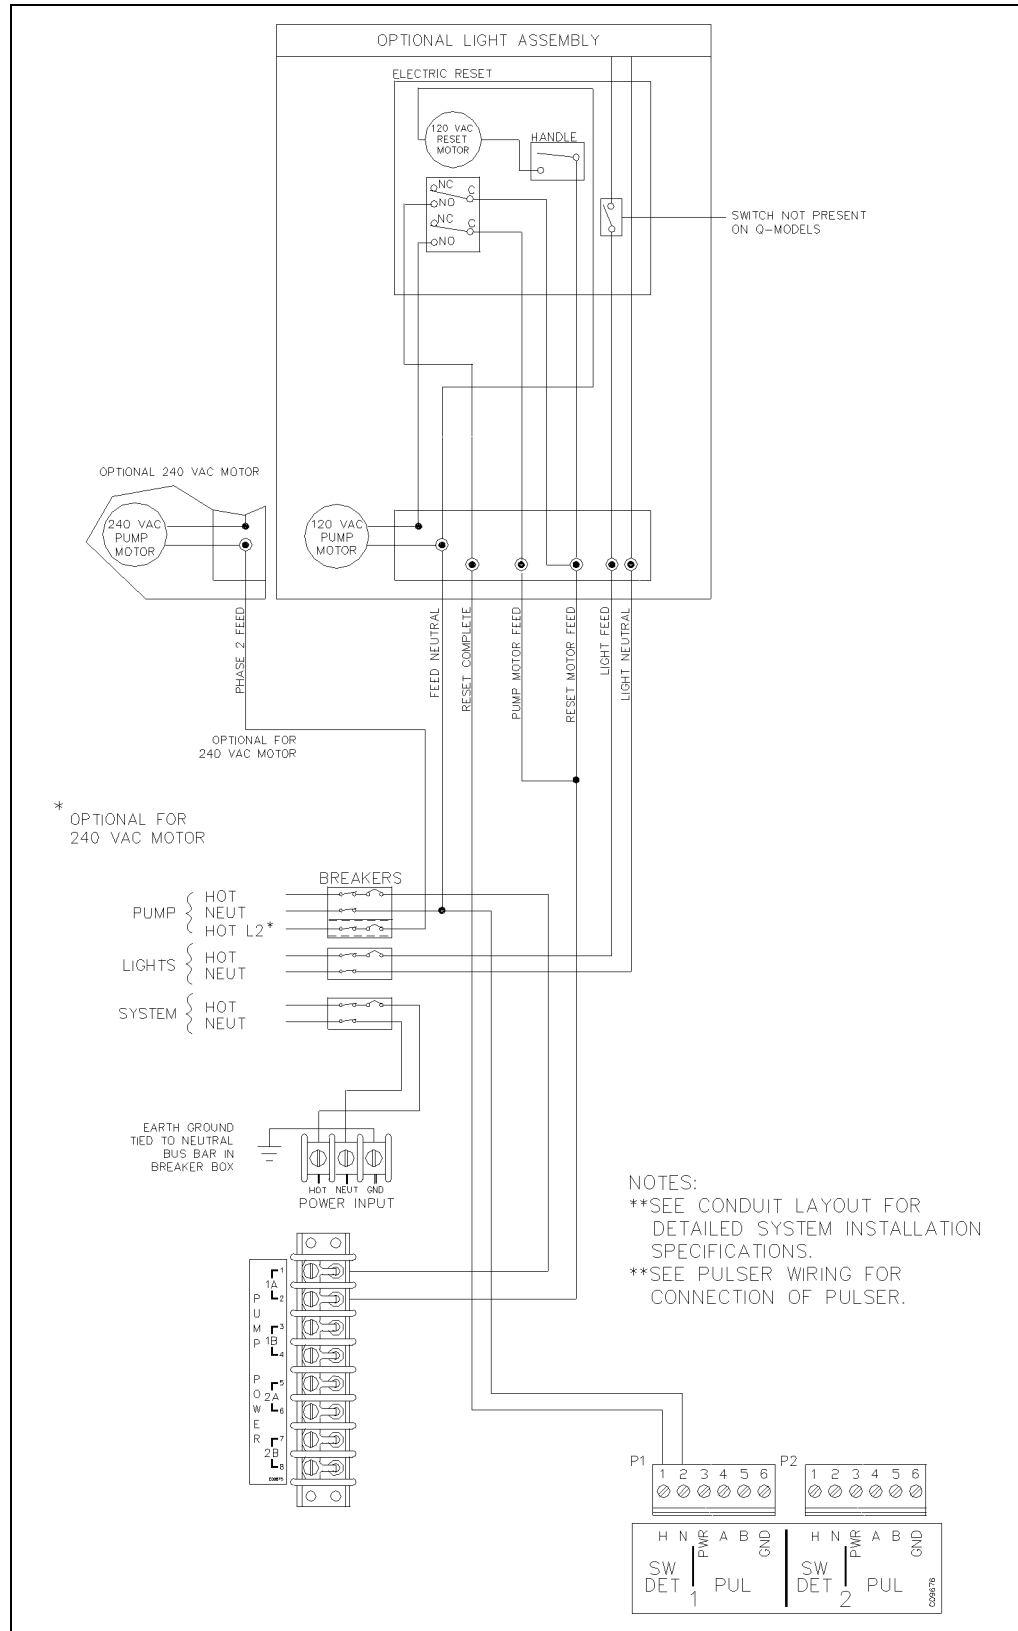 OPTIONAL LIGHT ASSEMBLY
ELECTRIC RESET
120 VAC
RESET
MOTOR
HANDLE
NC
C
NO
NC
C
NO
SWITCH NOT PRESENT
ON Q-MODELS
OPTIONAL 240 VAC MOTOR
240 VAC
PUMP
MOTOR
120 VAC
PUMP
MOTOR
PHASE 2 FEED
FEED NEUTRAL
RESET COMPLETE
PUMP MOTOR FEED
RESET MOTOR FEED
LIGHT FEED
LIGHT NEUTRAL
OPTIONAL FOR
240 VAC MOTOR
*
OPTIONAL FOR
240 VAC MOTOR
BREAKERS
PUMP
HOT
NEUT
HOT L2*
LIGHTS
HOT
NEUT
SYSTEM
HOT
NEUT
EARTH GROUND
TIED TO NEUTRAL
BUS BAR IN
BREAKER BOX
HOT NEUT GND
POWER INPUT
NOTES:
**SEE CONDUIT LAYOUT FOR
DETAILED SYSTEM INSTALLATION
SPECIFICATIONS.
**SEE PULSER WIRING FOR
CONNECTION OF PULSER.
PUMP POWER
1
1A
2
3
1B
4
5
2A
6
7
2B
8
C09675
P1
1 2 3 4 5 6
P2
1 2 3 4 5 6
H N PWR A B GND
SW
DET
1
PUL
H N PWR A B GND
SW
DET
2
PUL
C09676